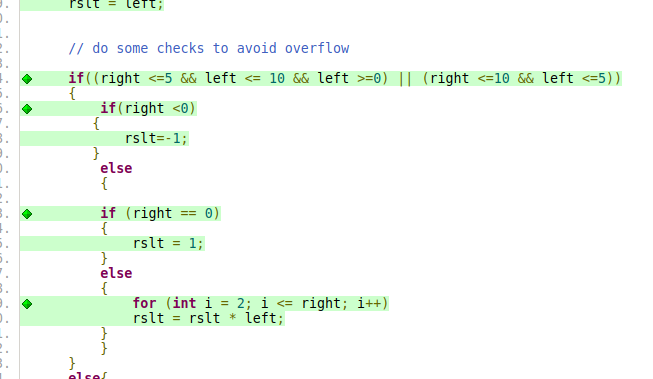 rslt = left;
// do some checks to avoid overflow
if((right <=5 && left <= 10 && left >=0) || (right <=10 && left <=5))
{
if(right <0)
{
rslt=-1;
}
else
{
if (right == 0)
{
rslt = 1;
}
else
{
for (int i = 2; i <= right; i++)
rslt = rslt * left;
}
}
}
else{